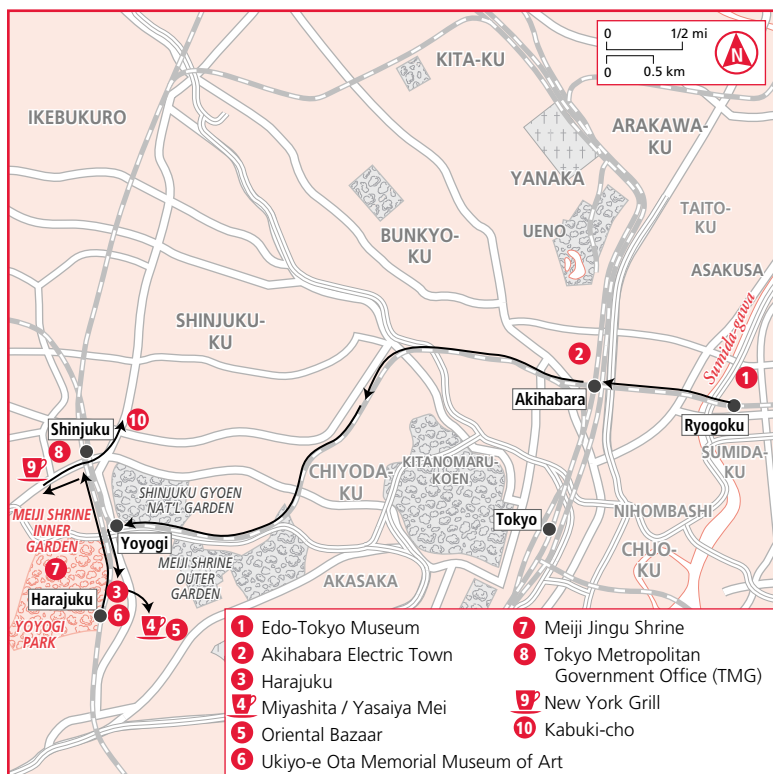 0 1/2 mi
0 0.5 km
N
KITA-KU
IKEBUKURO
ARAKAWA-
KU
YANAKA
TAITO-
KU
UENO
BUNKYO-
KU
ASAKUSA
Sumida-gawa
SHINJUKU-
KU
2
1
Akihabara
Ryogoku
10
Shinjuku
8
9
SUMIDA-
KU
CHIYODA-
KU
KITANOMARU-
KOEN
SHINJUKU GYOEN
NAT'L GARDEN
NIHOMBASHI
MEIJI SHRINE
INNER
GARDEN
Yoyogi
Tokyo
CHUO-
KU
MEIJI SHRINE
OUTER
GARDEN
7
AKASAKA
Harajuku
3
YOYOGI
PARK
6
4
5
1 Edo-Tokyo Museum
2 Akihabara Electric Town
3 Harajuku
4 Miyashita / Yasaiya Mei
5 Oriental Bazaar
6 Ukiyo-e Ota Memorial Museum of Art
7 Meiji Jingu Shrine
8 Tokyo Metropolitan
Government Office (TMG)
9 New York Grill
10 Kabuki-cho